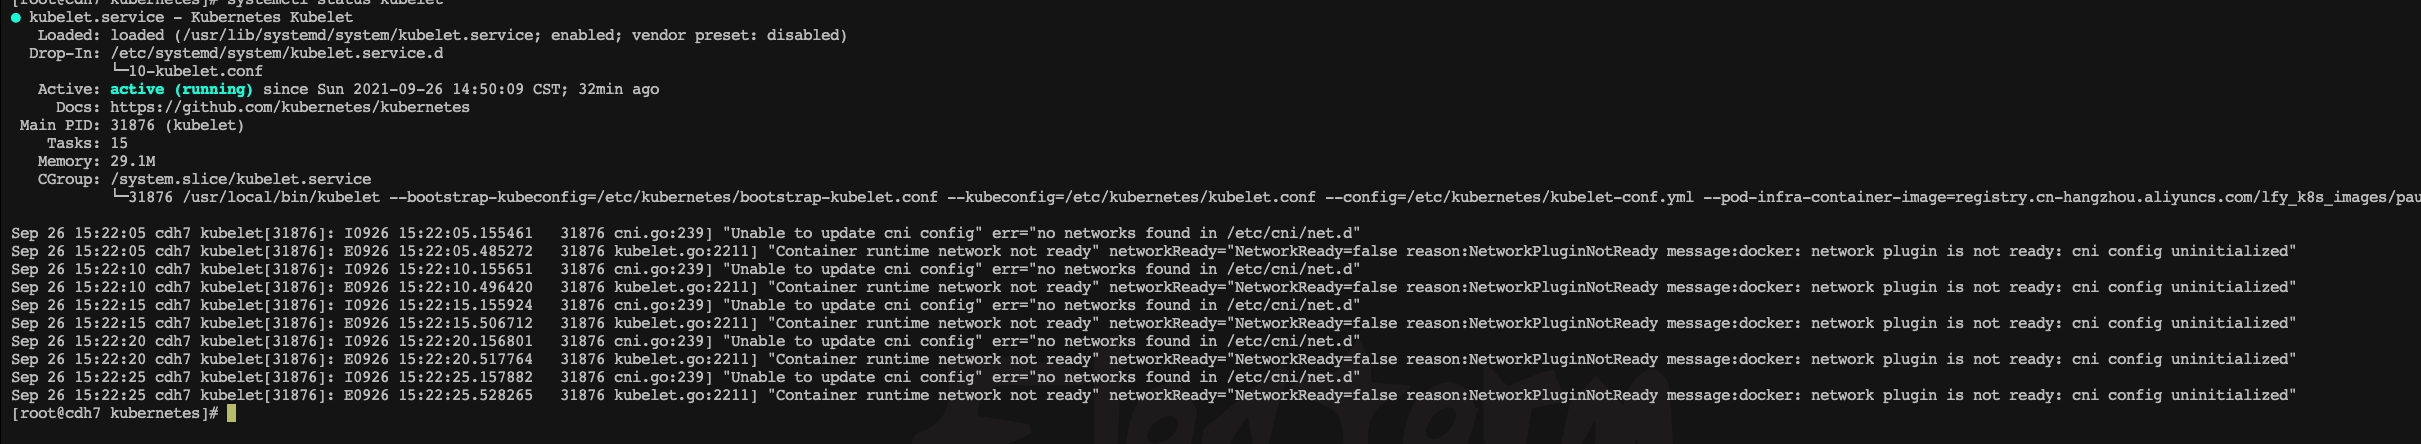 [root@cdh7 kubernetes]# systemctl status kubelet
● kubelet.service - Kubernetes Kubelet
Loaded: loaded (/usr/lib/systemd/system/kubelet.service; enabled; vendor preset: disabled)
Drop-In: /etc/systemd/system/kubelet.service.d
└─10-kubelet.conf
Active: active (running) since Sun 2021-09-26 14:50:09 CST; 32min ago
Docs: https://github.com/kubernetes/kubernetes
Main PID: 31876 (kubelet)
Tasks: 15
Memory: 29.1M
CGroup: /system.slice/kubelet.service
└─31876 /usr/local/bin/kubelet --bootstrap-kubeconfig=/etc/kubernetes/bootstrap-kubelet.conf --kubeconfig=/etc/kubernetes/kubelet.conf --config=/etc/kubernetes/kubelet-conf.yml --pod-infra-container-image=registry.cn-hangzhou.aliyuncs.com/lfy_k8s_images/pau
Sep 26 15:22:05 cdh7 kubelet[31876]: I0926 15:22:05.155461 31876 cni.go:239] "Unable to update cni config" err="no networks found in /etc/cni/net.d"
Sep 26 15:22:05 cdh7 kubelet[31876]: E0926 15:22:05.485272 31876 kubelet.go:2211] "Container runtime network not ready" networkReady="NetworkReady=false reason:NetworkPluginNotReady message:docker: network plugin is not ready: cni config uninitialized"
Sep 26 15:22:10 cdh7 kubelet[31876]: I0926 15:22:10.155651 31876 cni.go:239] "Unable to update cni config" err="no networks found in /etc/cni/net.d"
Sep 26 15:22:10 cdh7 kubelet[31876]: E0926 15:22:10.496420 31876 kubelet.go:2211] "Container runtime network not ready" networkReady="NetworkReady=false reason:NetworkPluginNotReady message:docker: network plugin is not ready: cni config uninitialized"
Sep 26 15:22:15 cdh7 kubelet[31876]: I0926 15:22:15.155924 31876 cni.go:239] "Unable to update cni config" err="no networks found in /etc/cni/net.d"
Sep 26 15:22:15 cdh7 kubelet[31876]: E0926 15:22:15.506712 31876 kubelet.go:2211] "Container runtime network not ready" networkReady="NetworkReady=false reason:NetworkPluginNotReady message:docker: network plugin is not ready: cni config uninitialized"
Sep 26 15:22:20 cdh7 kubelet[31876]: I0926 15:22:20.156801 31876 cni.go:239] "Unable to update cni config" err="no networks found in /etc/cni/net.d"
Sep 26 15:22:20 cdh7 kubelet[31876]: E0926 15:22:20.517764 31876 kubelet.go:2211] "Container runtime network not ready" networkReady="NetworkReady=false reason:NetworkPluginNotReady message:docker: network plugin is not ready: cni config uninitialized"
Sep 26 15:22:25 cdh7 kubelet[31876]: I0926 15:22:25.157882 31876 cni.go:239] "Unable to update cni config" err="no networks found in /etc/cni/net.d"
Sep 26 15:22:25 cdh7 kubelet[31876]: E0926 15:22:25.528265 31876 kubelet.go:2211] "Container runtime network not ready" networkReady="NetworkReady=false reason:NetworkPluginNotReady message:docker: network plugin is not ready: cni config uninitialized"
[root@cdh7 kubernetes]#